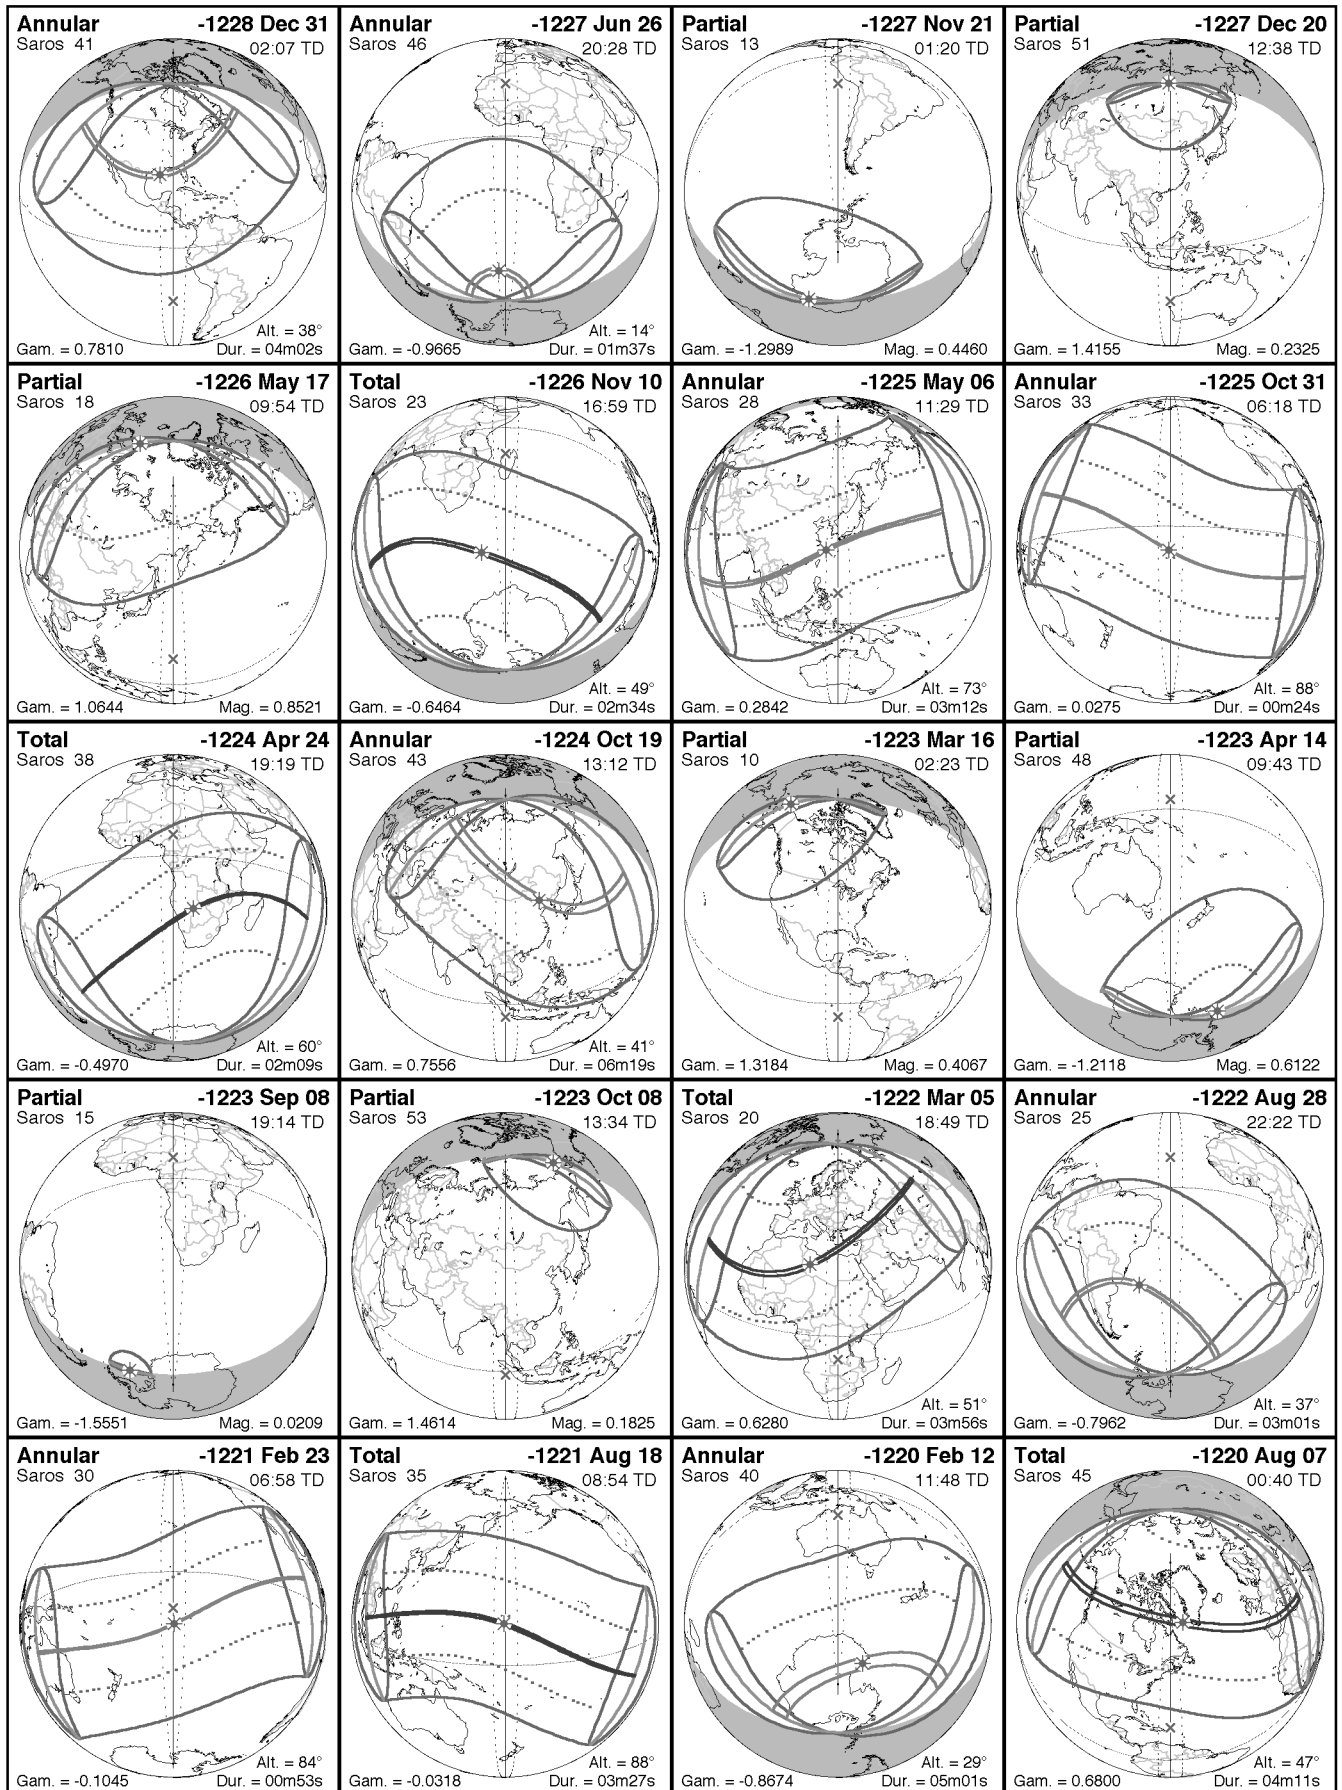 Annular -1228 Dec 31
Saros 41 02:07 TD
Alt. = 38°
Gam. = 0.7810 Dur. = 04m02s
Annular -1227 Jun 26
Saros 46 20:28 TD
Alt. = 14°
Gam. = -0.9665 Dur. = 01m37s
Partial -1227 Nov 21
Saros 13 01:20 TD
Gam. = -1.2989 Mag. = 0.4460
Partial -1227 Dec 20
Saros 51 12:38 TD
Gam. = 1.4155 Mag. = 0.2325
Partial -1226 May 17
Saros 18 09:54 TD
Gam. = 1.0644 Mag. = 0.8521
Total -1226 Nov 10
Saros 23 16:59 TD
Alt. = 49°
Gam. = -0.6464 Dur. = 02m34s
Annular -1225 May 06
Saros 28 11:29 TD
Alt. = 73°
Gam. = 0.2842 Dur. = 03m12s
Annular -1225 Oct 31
Saros 33 06:18 TD
Alt. = 88°
Gam. = 0.0275 Dur. = 00m24s
Total -1224 Apr 24
Saros 38 19:19 TD
Alt. = 60°
Gam. = -0.4970 Dur. = 02m09s
Annular -1224 Oct 19
Saros 43 13:12 TD
Alt. = 41°
Gam. = 0.7556 Dur. = 06m19s
Partial -1223 Mar 16
Saros 10 02:23 TD
Gam. = 1.3184 Mag. = 0.4067
Partial -1223 Apr 14
Saros 48 09:43 TD
Gam. = -1.2118 Mag. = 0.6122
Partial -1223 Sep 08
Saros 15 19:14 TD
Gam. = -1.5551 Mag. = 0.0209
Partial -1223 Oct 08
Saros 53 13:34 TD
Gam. = 1.4614 Mag. = 0.1825
Total -1222 Mar 05
Saros 20 18:49 TD
Alt. = 51°
Gam. = 0.6280 Dur. = 03m56s
Annular -1222 Aug 28
Saros 25 22:22 TD
Alt. = 37°
Gam. = -0.7962 Dur. = 03m01s
Annular -1221 Feb 23
Saros 30 06:58 TD
Alt. = 84°
Gam. = -0.1045 Dur. = 00m53s
Total -1221 Aug 18
Saros 35 08:54 TD
Alt. = 88°
Gam. = -0.0318 Dur. = 03m27s
Annular -1220 Feb 12
Saros 40 11:48 TD
Alt. = 29°
Gam. = -0.8674 Dur. = 05m01s
Total -1220 Aug 07
Saros 45 00:40 TD
Alt. = 47°
Gam. = 0.6800 Dur. = 04m11s